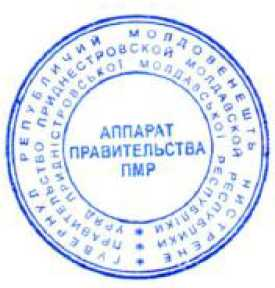 ГУВЕРНУЛ РЕПУБЛИЧИЙ МОЛДОВЕНЕШТЬ НИСТРЕНЕ
ПРАВИТЕЛЬСТВО ПРИДНЕСТРОВСКОЙ МОЛДАВСКОЙ РЕСПУБЛИКИ
УРЯД ПРИДНІСТРОВСЬКОЇ МОЛДАВСЬКОЇ РЕСПУБЛІКИ
АППАРАТ
ПРАВИТЕЛЬСТВА
ПМР